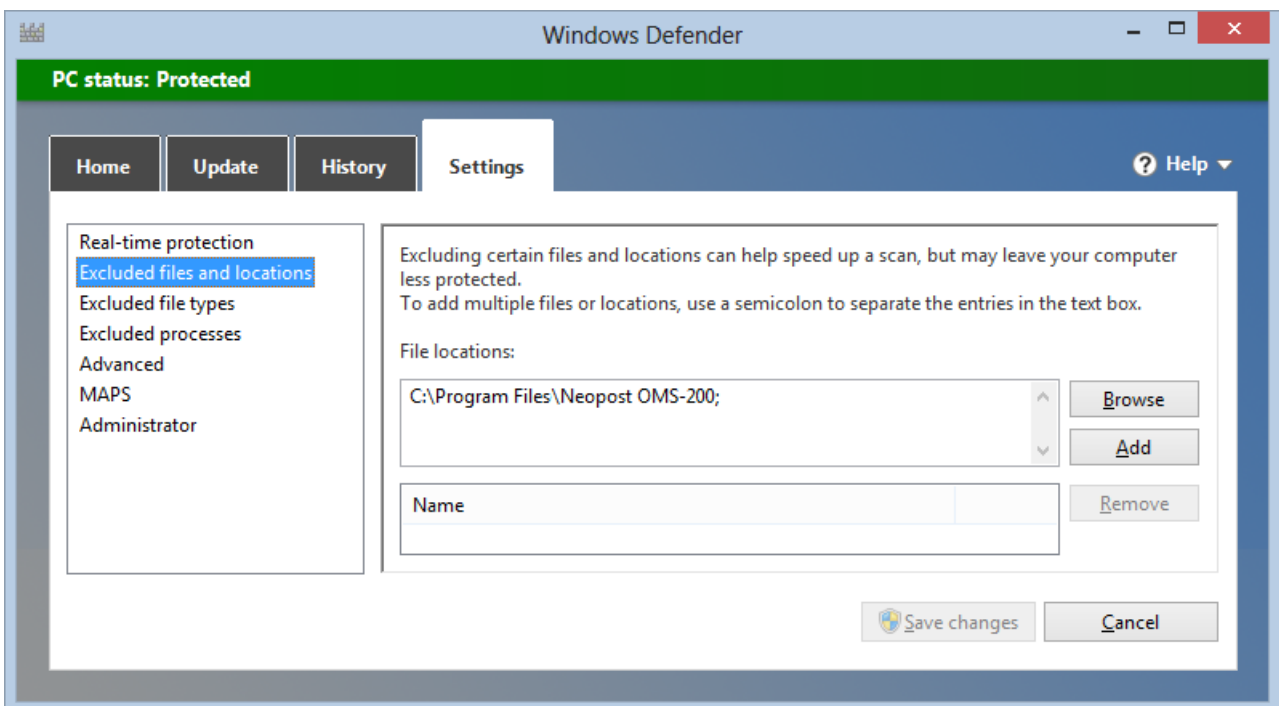 Windows Defender
PC status: Protected
Home
Update
History
Settings
Help
Real-time protection
Excluded files and locations
Excluded file types
Excluded processes
Advanced
MAPS
Administrator
Excluding certain files and locations can help speed up a scan, but may leave your computer
less protected.
To add multiple files or locations, use a semicolon to separate the entries in the text box.
File locations:
C:\Program Files\Neopost OMS-200;
Browse
Add
Name
Remove
Save changes
Cancel